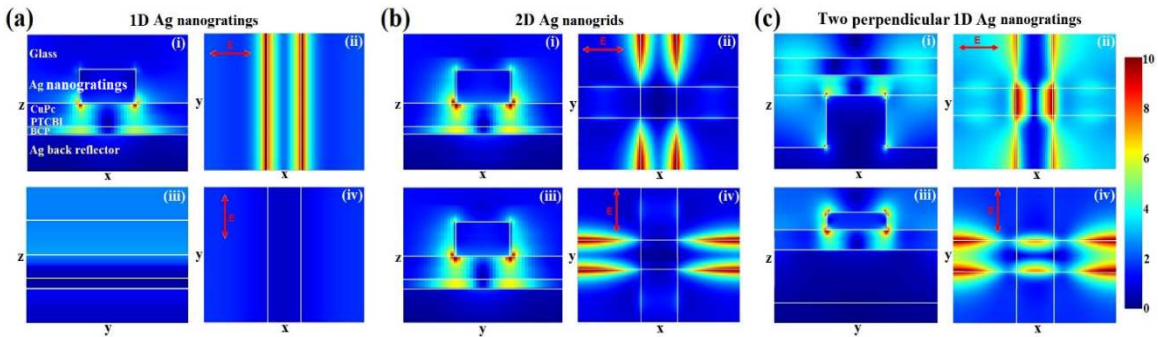 (a) 1D Ag nanogratings
(b) 2D Ag nanogrids
(c) Two perpendicular 1D Ag nanogratings
(i)
Glass
Ag nanogratings
CuPc
PTCBI
BCP
Ag back reflector
z
x
(ii)
E
y
x
(i)
z
x
(ii)
E
y
x
(i)
z
x
(ii)
E
y
x
(iii)
z
y
(iv)
E
y
x
(iii)
z
y
(iv)
E
y
x
(iii)
z
y
(iv)
E
y
x
10
8
6
4
2
0